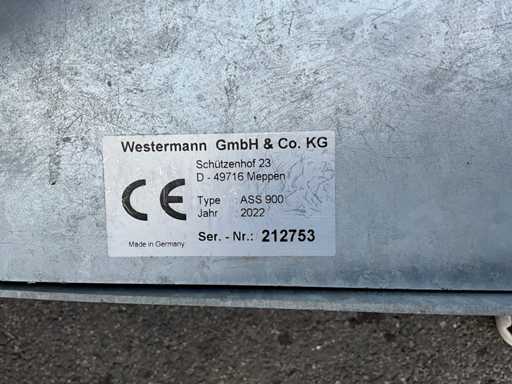 Westermann GmbH & Co. KG
Schützenhof 23
D - 49716 Meppen
CE
Type ASS 900
Jahr 2022
Made in Germany
Ser. - Nr.: 212753